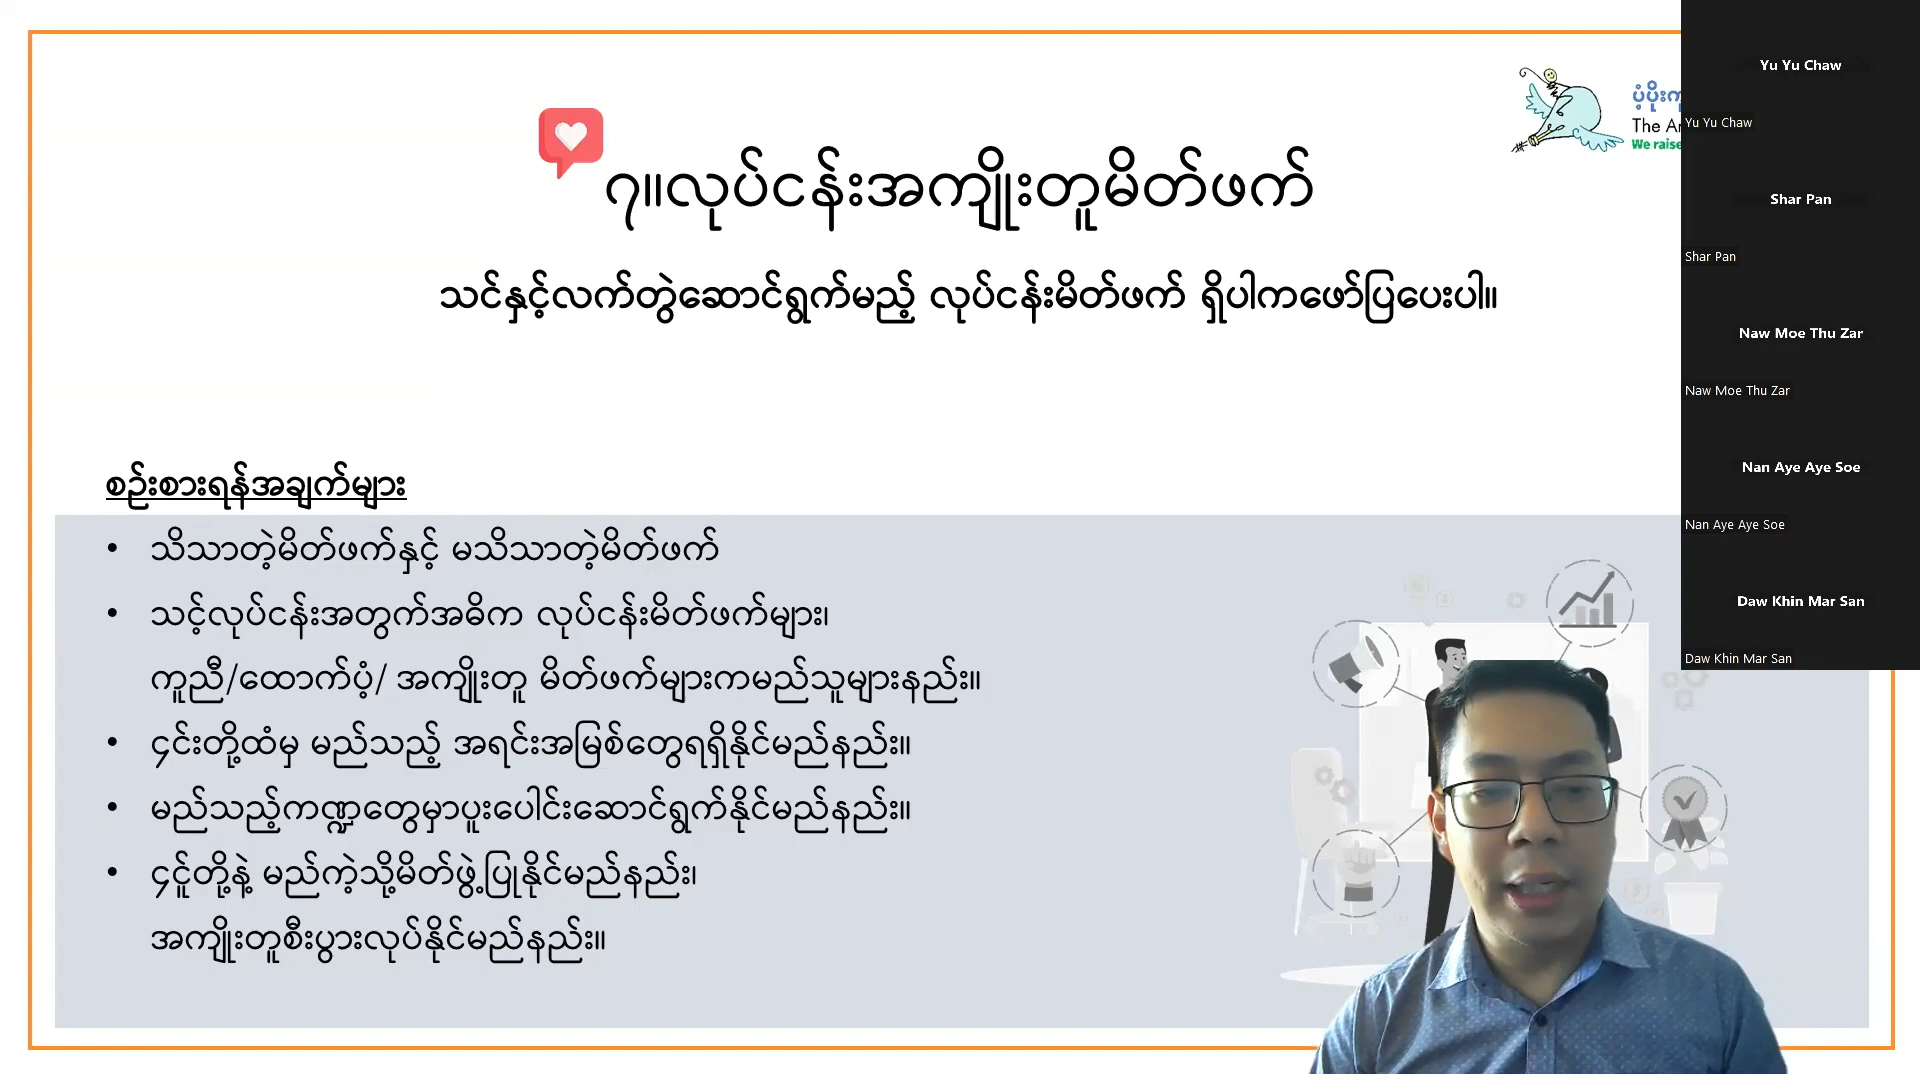 ပံ့ပိုးကူ
The Ar
We raise
၇။လုပ်ငန်းအကျိုးတူမိတ်ဖက်
သင်နှင့်လက်တွဲဆောင်ရွက်မည့် လုပ်ငန်းမိတ်ဖက် ရှိပါကဖော်ပြပေးပါ။
စဉ်းစားရန်အချက်များ
• သိသာတဲ့မိတ်ဖက်နှင့် မသိသာတဲ့မိတ်ဖက်
• သင့်လုပ်ငန်းအတွက်အဓိက လုပ်ငန်းမိတ်ဖက်များ၊
ကူညီ/ထောက်ပံ့/ အကျိုးတူ မိတ်ဖက်များကမည်သူများနည်း။
• ၄င်းတို့ထံမှ မည်သည့် အရင်းအမြစ်တွေရရှိနိုင်မည်နည်း။
• မည်သည့်ကဏ္ဍတွေမှာပူးပေါင်းဆောင်ရွက်နိုင်မည်နည်း။
• ၄င်ူတို့နဲ့ မည်ကဲ့သို့မိတ်ဖွဲ့ပြုနိုင်မည်နည်း၊
အကျိုးတူစီးပွားလုပ်နိုင်မည်နည်း။
Yu Yu Chaw
Yu Yu Chaw
Shar Pan
Shar Pan
Naw Moe Thu Zar
Naw Moe Thu Zar
Nan Aye Aye Soe
Nan Aye Aye Soe
Daw Khin Mar San
Daw Khin Mar San